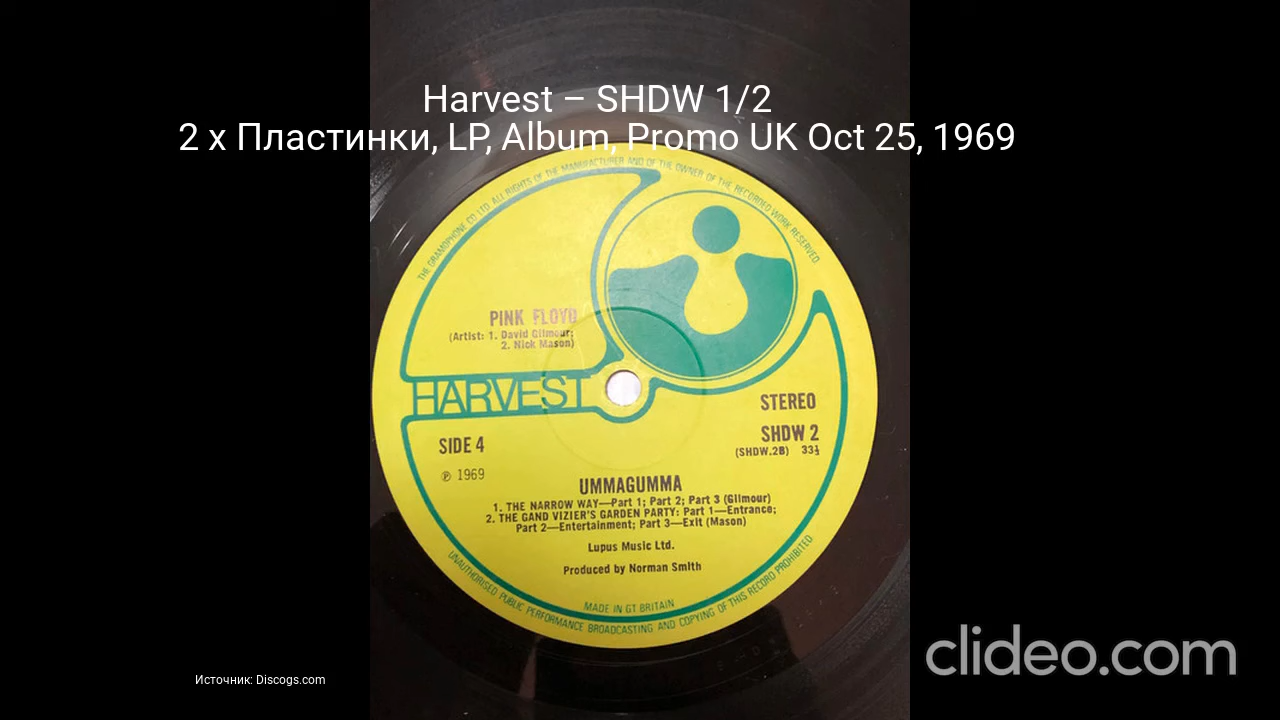 Harvest – SHDW 1/2
2 x Пластинки, LP, Album, Promo UK Oct 25, 1969
THE GRAMOPHONE CO LTD. ALL RIGHTS OF THE MANUFACTURER AND OF THE OWNER OF THE RECORDED WORK RESERVED
PINK FLOYD
(Artist: 1. David Gilmour;
2. Nick Mason)
HARVEST
STEREO
SIDE 4
SHDW 2
(SHDW.2B) 33⅓
℗ 1969
UMMAGUMMA
1. THE NARROW WAY—Part 1; Part 2; Part 3 (Gilmour)
2. THE GAND VIZIER'S GARDEN PARTY: Part 1—Entrance;
Part 2—Entertainment; Part 3—Exit (Mason)
Lupus Music Ltd.
Produced by Norman Smith
MADE IN GT. BRITAIN
UNAUTHORISED PUBLIC PERFORMANCE BROADCASTING AND COPYING OF THIS RECORD PROHIBITED
clideo.com
Источник: Discogs.com